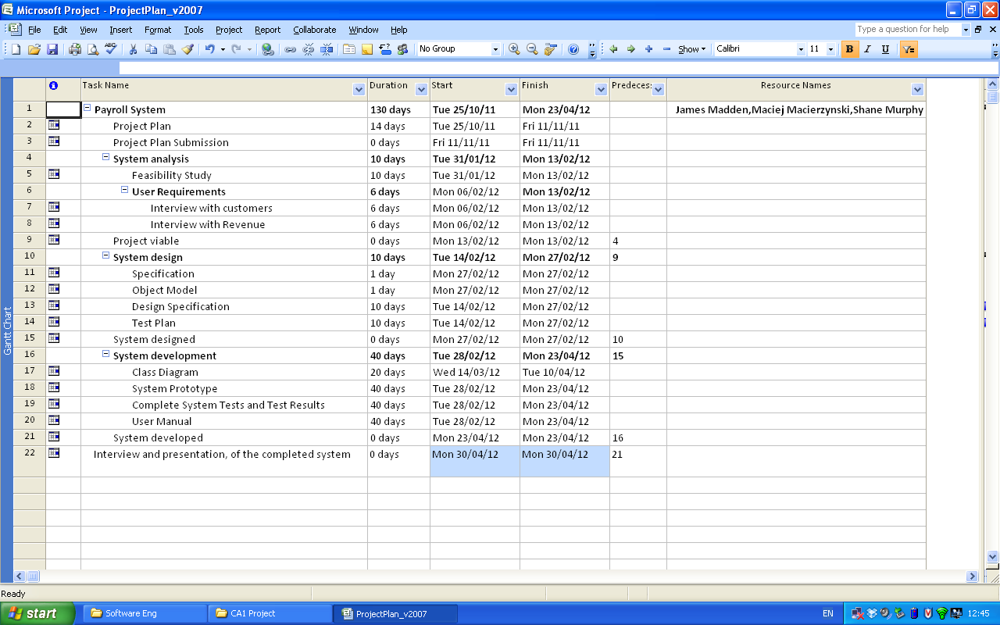 Microsoft Project - ProjectPlan_v2007
File Edit View Insert Format Tools Project Report Collaborate Window Help Type a question for help
No Group Show Calibri 11 B I U
Task Name Duration Start Finish Predeces: Resource Names
1 Payroll System 130 days Tue 25/10/11 Mon 23/04/12 James Madden,Maciej Macierzynski,Shane Murphy
2 Project Plan 14 days Tue 25/10/11 Fri 11/11/11
3 Project Plan Submission 0 days Fri 11/11/11 Fri 11/11/11
4 System analysis 10 days Tue 31/01/12 Mon 13/02/12
5 Feasibility Study 10 days Tue 31/01/12 Mon 13/02/12
6 User Requirements 6 days Mon 06/02/12 Mon 13/02/12
7 Interview with customers 6 days Mon 06/02/12 Mon 13/02/12
8 Interview with Revenue 6 days Mon 06/02/12 Mon 13/02/12
9 Project viable 0 days Mon 13/02/12 Mon 13/02/12 4
10 System design 10 days Tue 14/02/12 Mon 27/02/12 9
11 Specification 1 day Mon 27/02/12 Mon 27/02/12
12 Object Model 1 day Mon 27/02/12 Mon 27/02/12
13 Design Specification 10 days Tue 14/02/12 Mon 27/02/12
14 Test Plan 10 days Tue 14/02/12 Mon 27/02/12
15 System designed 0 days Mon 27/02/12 Mon 27/02/12 10
16 System development 40 days Tue 28/02/12 Mon 23/04/12 15
17 Class Diagram 20 days Wed 14/03/12 Tue 10/04/12
18 System Prototype 40 days Tue 28/02/12 Mon 23/04/12
19 Complete System Tests and Test Results 40 days Tue 28/02/12 Mon 23/04/12
20 User Manual 40 days Tue 28/02/12 Mon 23/04/12
21 System developed 0 days Mon 23/04/12 Mon 23/04/12 16
22 Interview and presentation, of the completed system 0 days Mon 30/04/12 Mon 30/04/12 21
Gantt Chart
Ready
start Software Eng CA1 Project ProjectPlan_v2007 EN 12:45